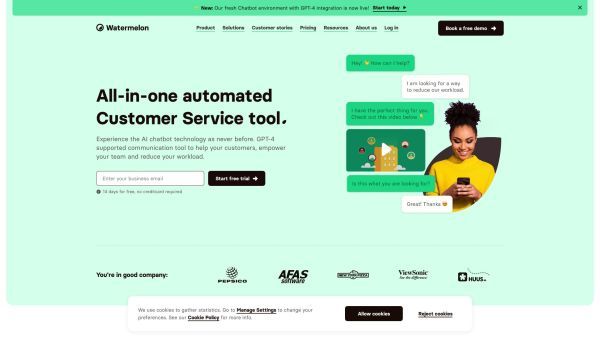 New: Our fresh Chatbot environment with GPT-4 integration is now live! Start today
Watermelon
Product Solutions Customer stories Pricing Resources About us Log in
Book a free demo
All-in-one automated
Customer Service tool.
Experience the AI chatbot technology as never before. GPT-4
supported communication tool to help your customers, empower
your team and reduce your workload.
Enter your business email
Start free trial
14 days for free, no creditcard required
Hey! How can I help?
I am looking for a way
to reduce our workload.
I have the perfect thing for you.
Check out this video below
Is this what you are looking for?
Great! Thanks
You're in good company:
PEPSICO
AFAS
software
NEW YORK PIZZA
ViewSonic
HUUS
We use cookies to gather statistics. Go to Manage Settings to change your
preferences. See our Cookie Policy for more info.
Allow cookies
Reject cookies